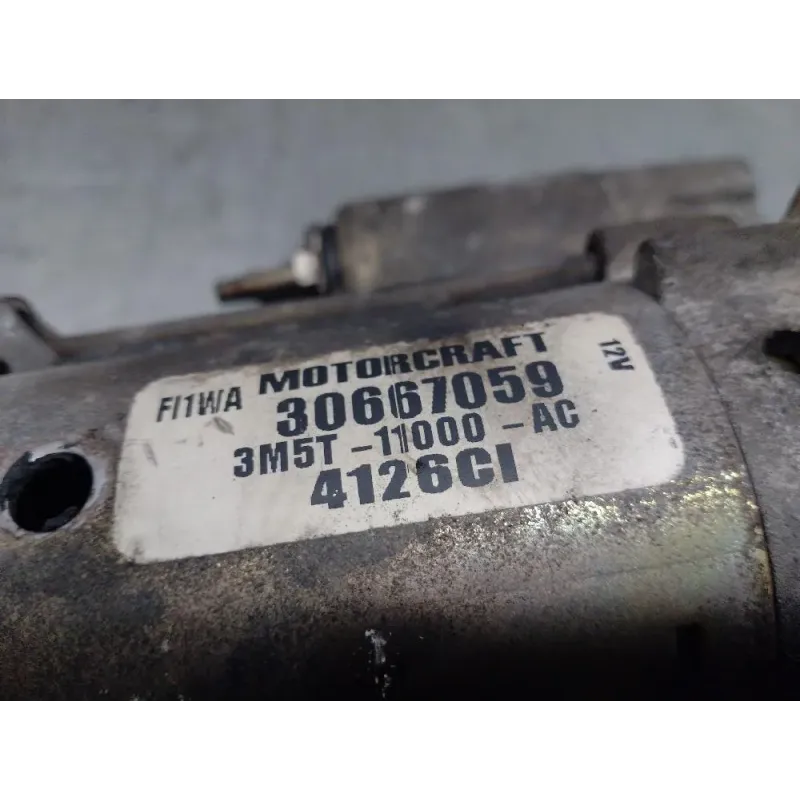 MOTORCRAFT
FI1WA 30667059 12V
3M5T-11000-AC
4126CI